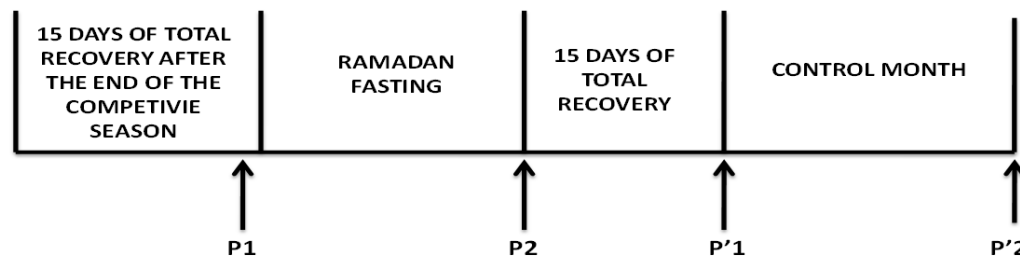 15 DAYS OF TOTAL
RECOVERY AFTER
THE END OF THE
COMPETIVIE
SEASON
RAMADAN
FASTING
15 DAYS OF
TOTAL
RECOVERY
CONTROL MONTH
P1
P2
P’1
P’2